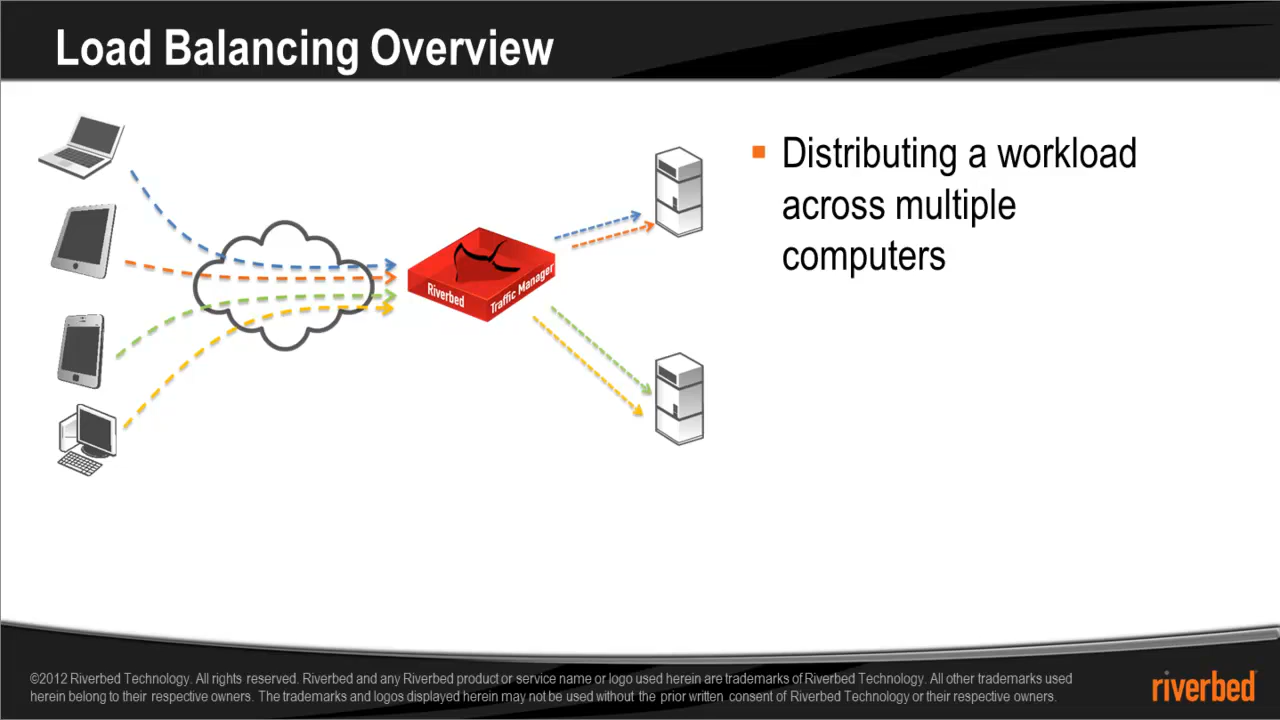 Load Balancing Overview
Riverbed
Traffic Manager
Distributing a workload
across multiple
computers
©2012 Riverbed Technology. All rights reserved. Riverbed and any Riverbed product or service name or logo used herein are trademarks of Riverbed Technology. All other trademarks used
herein belong to their respective owners. The trademarks and logos displayed herein may not be used without the prior written consent of Riverbed Technology or their respective owners.
riverbed